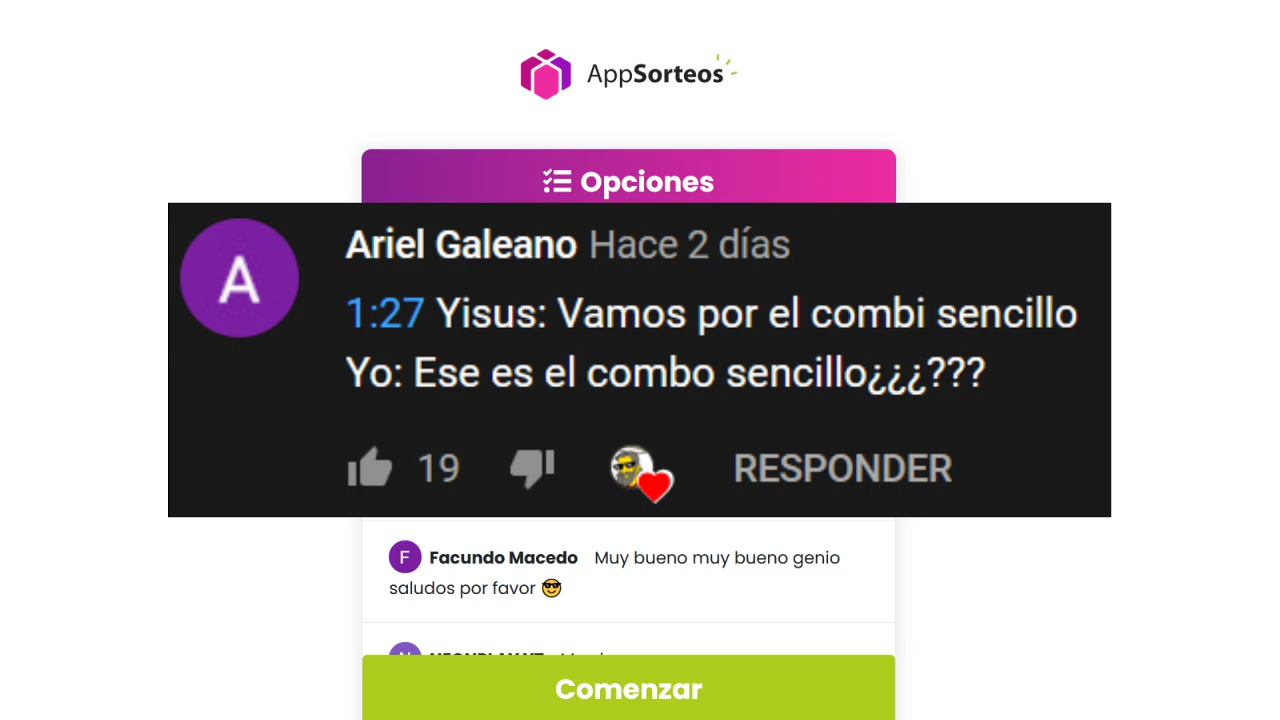 AppSorteos
Opciones
A
Ariel Galeano Hace 2 días
1:27 Yisus: Vamos por el combi sencillo
Yo: Ese es el combo sencillo¿¿¿???
19
RESPONDER
F Facundo Macedo Muy bueno muy bueno genio
saludos por favor 😎
Comenzar